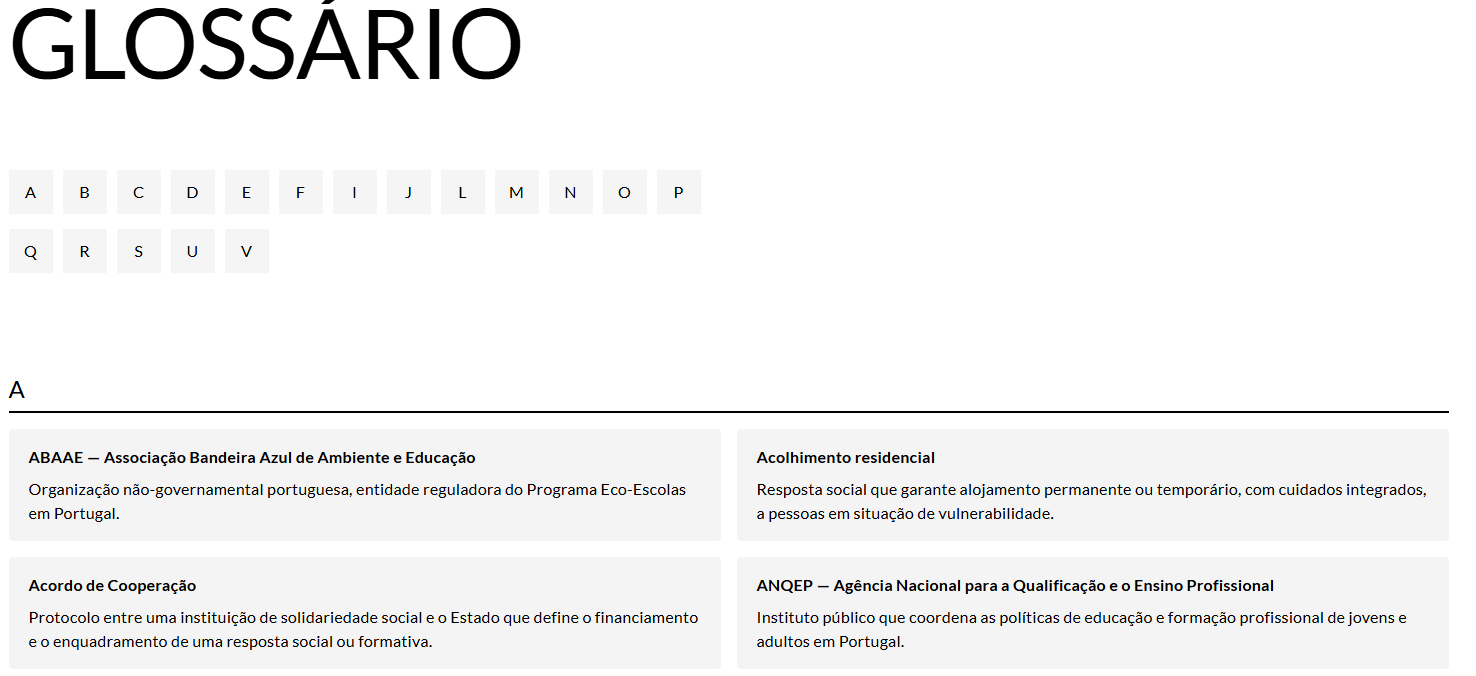 GLOSSÁRIO
A B C D E F I J L M N O P
Q R S U V
A
ABAAE — Associação Bandeira Azul de Ambiente e Educação
Organização não-governamental portuguesa, entidade reguladora do Programa Eco-Escolas
em Portugal.
Acolhimento residencial
Resposta social que garante alojamento permanente ou temporário, com cuidados integrados,
a pessoas em situação de vulnerabilidade.
Acordo de Cooperação
Protocolo entre uma instituição de solidariedade social e o Estado que define o financiamento
e o enquadramento de uma resposta social ou formativa.
ANQEP — Agência Nacional para a Qualificação e o Ensino Profissional
Instituto público que coordena as políticas de educação e formação profissional de jovens e
adultos em Portugal.